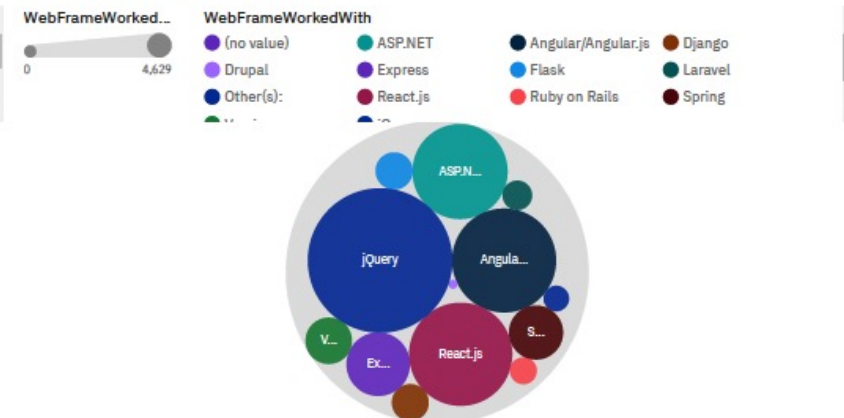 WebFrameWorked... WebFrameWorkedWith
(no value) ASP.NET Angular/Angular.js Django
0 4,629 Drupal Express Flask Laravel
Other(s): React.js Ruby on Rails Spring
ASP.N...
jQuery Angula...
S...
V...
React.js
Ex...